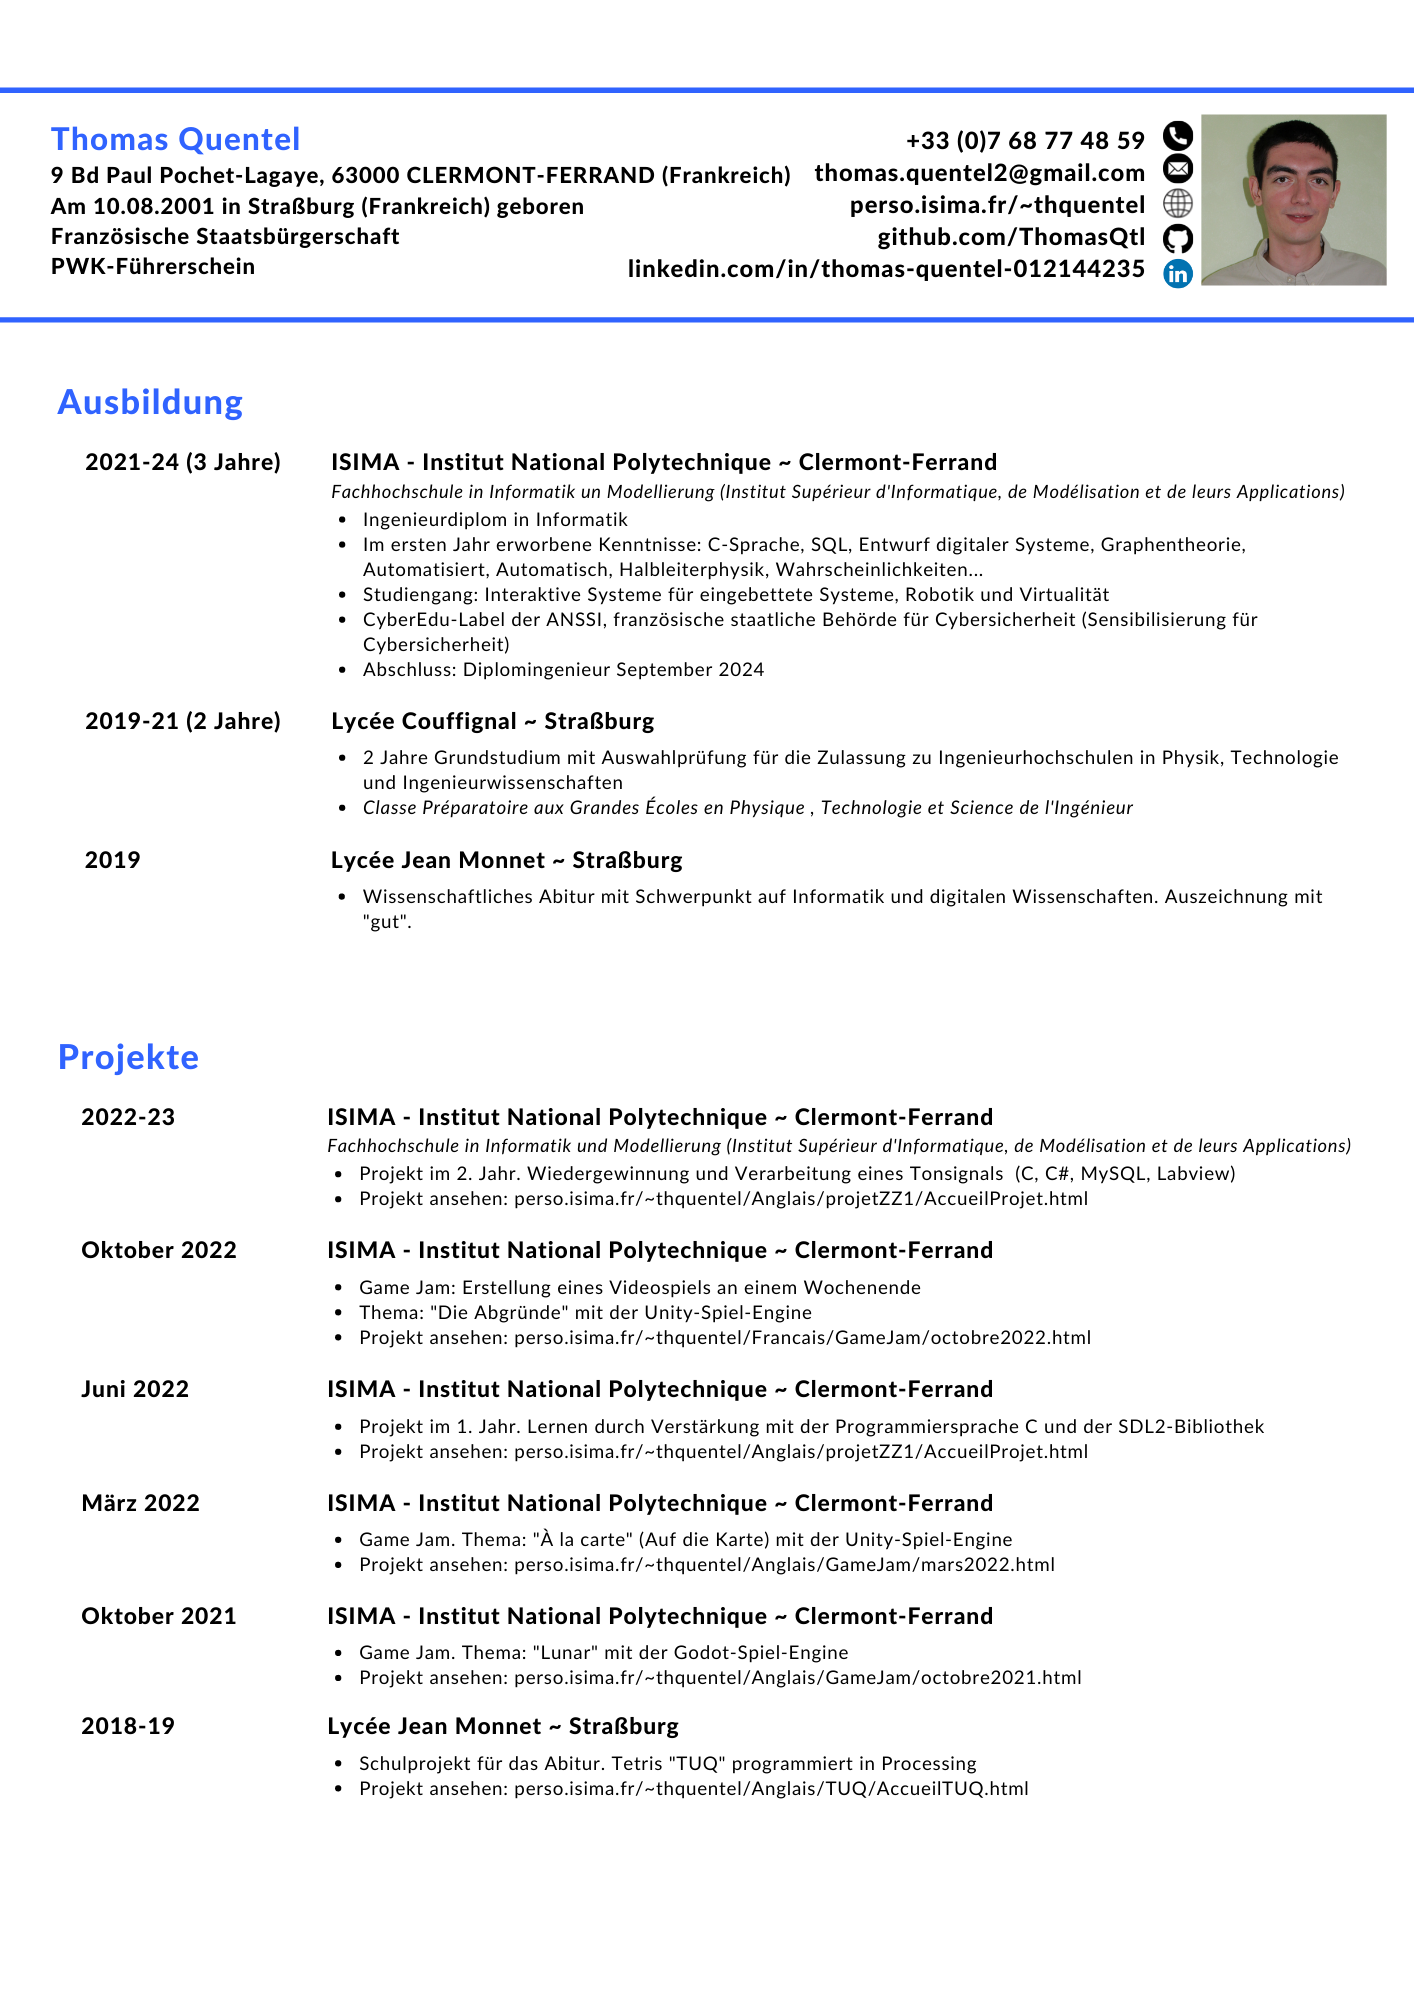 Thomas Quentel
9 Bd Paul Pochet-Lagaye, 63000 CLERMONT-FERRAND (Frankreich)
Am 10.08.2001 in Straßburg (Frankreich) geboren
Französische Staatsbürgerschaft
PWK-Führerschein
+33 (0)7 68 77 48 59
thomas.quentel2@gmail.com
perso.isima.fr/~thquentel
github.com/ThomasQtl
linkedin.com/in/thomas-quentel-012144235
in
Ausbildung
2021-24 (3 Jahre)
ISIMA - Institut National Polytechnique ~ Clermont-Ferrand
Fachhochschule in Informatik un Modellierung (Institut Supérieur d'Informatique, de Modélisation et de leurs Applications)
• Ingenieurdiplom in Informatik
• Im ersten Jahr erworbene Kenntnisse: C-Sprache, SQL, Entwurf digitaler Systeme, Graphentheorie,
Automatisiert, Automatisch, Halbleiterphysik, Wahrscheinlichkeiten...
• Studiengang: Interaktive Systeme für eingebettete Systeme, Robotik und Virtualität
• CyberEdu-Label der ANSSI, französische staatliche Behörde für Cybersicherheit (Sensibilisierung für
Cybersicherheit)
• Abschluss: Diplomingenieur September 2024
2019-21 (2 Jahre)
Lycée Couffignal ~ Straßburg
• 2 Jahre Grundstudium mit Auswahlprüfung für die Zulassung zu Ingenieurhochschulen in Physik, Technologie
und Ingenieurwissenschaften
• Classe Préparatoire aux Grandes Écoles en Physique , Technologie et Science de l'Ingénieur
2019
Lycée Jean Monnet ~ Straßburg
• Wissenschaftliches Abitur mit Schwerpunkt auf Informatik und digitalen Wissenschaften. Auszeichnung mit
"gut".
Projekte
2022-23
ISIMA - Institut National Polytechnique ~ Clermont-Ferrand
Fachhochschule in Informatik und Modellierung (Institut Supérieur d'Informatique, de Modélisation et de leurs Applications)
• Projekt im 2. Jahr. Wiedergewinnung und Verarbeitung eines Tonsignals (C, C#, MySQL, Labview)
• Projekt ansehen: perso.isima.fr/~thquentel/Anglais/projetZZ1/AccueilProjet.html
Oktober 2022
ISIMA - Institut National Polytechnique ~ Clermont-Ferrand
• Game Jam: Erstellung eines Videospiels an einem Wochenende
• Thema: "Die Abgründe" mit der Unity-Spiel-Engine
• Projekt ansehen: perso.isima.fr/~thquentel/Francais/GameJam/octobre2022.html
Juni 2022
ISIMA - Institut National Polytechnique ~ Clermont-Ferrand
• Projekt im 1. Jahr. Lernen durch Verstärkung mit der Programmiersprache C und der SDL2-Bibliothek
• Projekt ansehen: perso.isima.fr/~thquentel/Anglais/projetZZ1/AccueilProjet.html
März 2022
ISIMA - Institut National Polytechnique ~ Clermont-Ferrand
• Game Jam. Thema: "À la carte" (Auf die Karte) mit der Unity-Spiel-Engine
• Projekt ansehen: perso.isima.fr/~thquentel/Anglais/GameJam/mars2022.html
Oktober 2021
ISIMA - Institut National Polytechnique ~ Clermont-Ferrand
• Game Jam. Thema: "Lunar" mit der Godot-Spiel-Engine
• Projekt ansehen: perso.isima.fr/~thquentel/Anglais/GameJam/octobre2021.html
2018-19
Lycée Jean Monnet ~ Straßburg
• Schulprojekt für das Abitur. Tetris "TUQ" programmiert in Processing
• Projekt ansehen: perso.isima.fr/~thquentel/Anglais/TUQ/AccueilTUQ.html